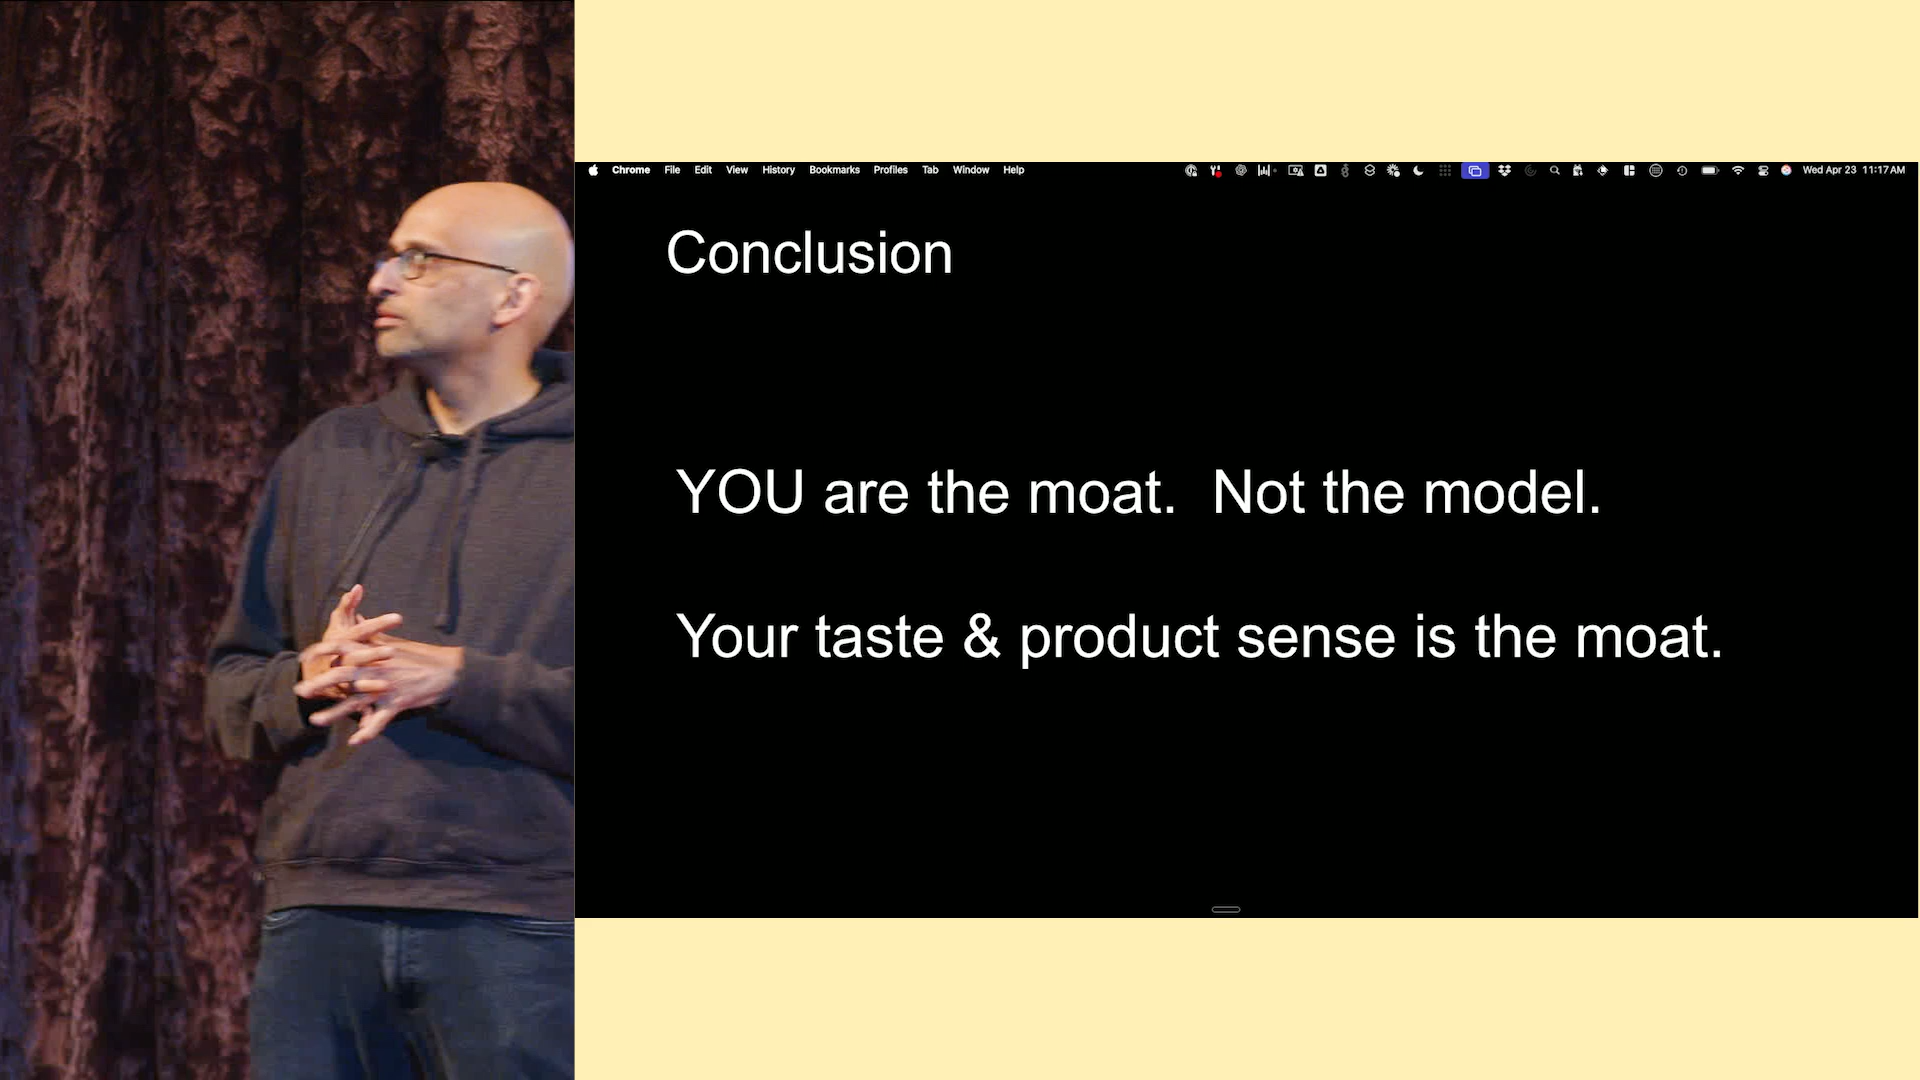 Chrome File Edit View History Bookmarks Profiles Tab Window Help Wed Apr 23 11:17 AM
Conclusion
YOU are the moat. Not the model.
Your taste & product sense is the moat.